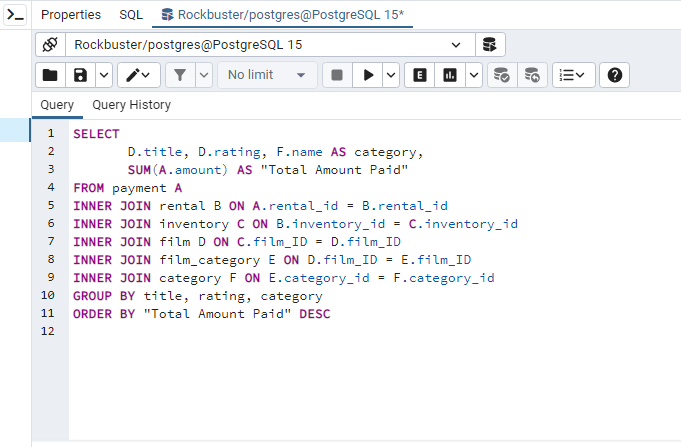 Properties SQL Rockbuster/postgres@PostgreSQL 15*
Rockbuster/postgres@PostgreSQL 15
No limit
E
Query Query History
1 SELECT
2 D.title, D.rating, F.name AS category,
3 SUM(A.amount) AS "Total Amount Paid"
4 FROM payment A
5 INNER JOIN rental B ON A.rental_id = B.rental_id
6 INNER JOIN inventory C ON B.inventory_id = C.inventory_id
7 INNER JOIN film D ON C.film_ID = D.film_ID
8 INNER JOIN film_category E ON D.film_ID = E.film_ID
9 INNER JOIN category F ON E.category_id = F.category_id
10 GROUP BY title, rating, category
11 ORDER BY "Total Amount Paid" DESC
12